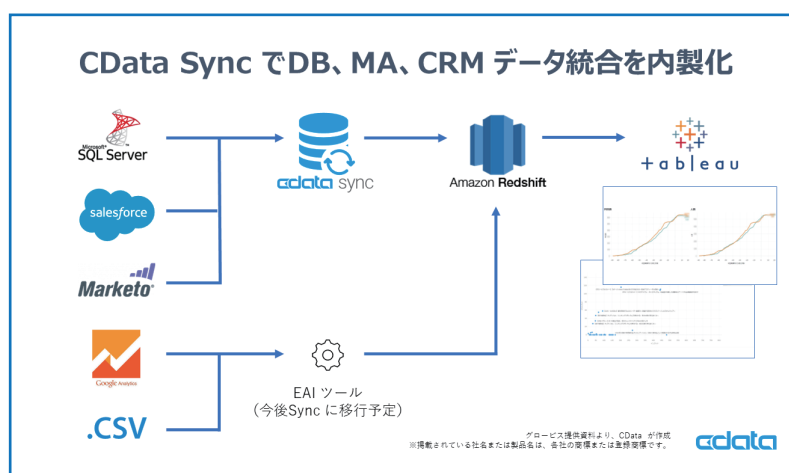 CData Sync でDB、MA、CRM データ統合を内製化
Microsoft
SQL Server
cdata sync
Amazon Redshift
+ableau
salesforce
Marketo
Google Analytics
.CSV
EAI ツール
(今後Sync に移行予定)
グロービス提供資料より、CData が作成
※掲載されている社名または製品名は、各社の商標または登録商標です。
cdata